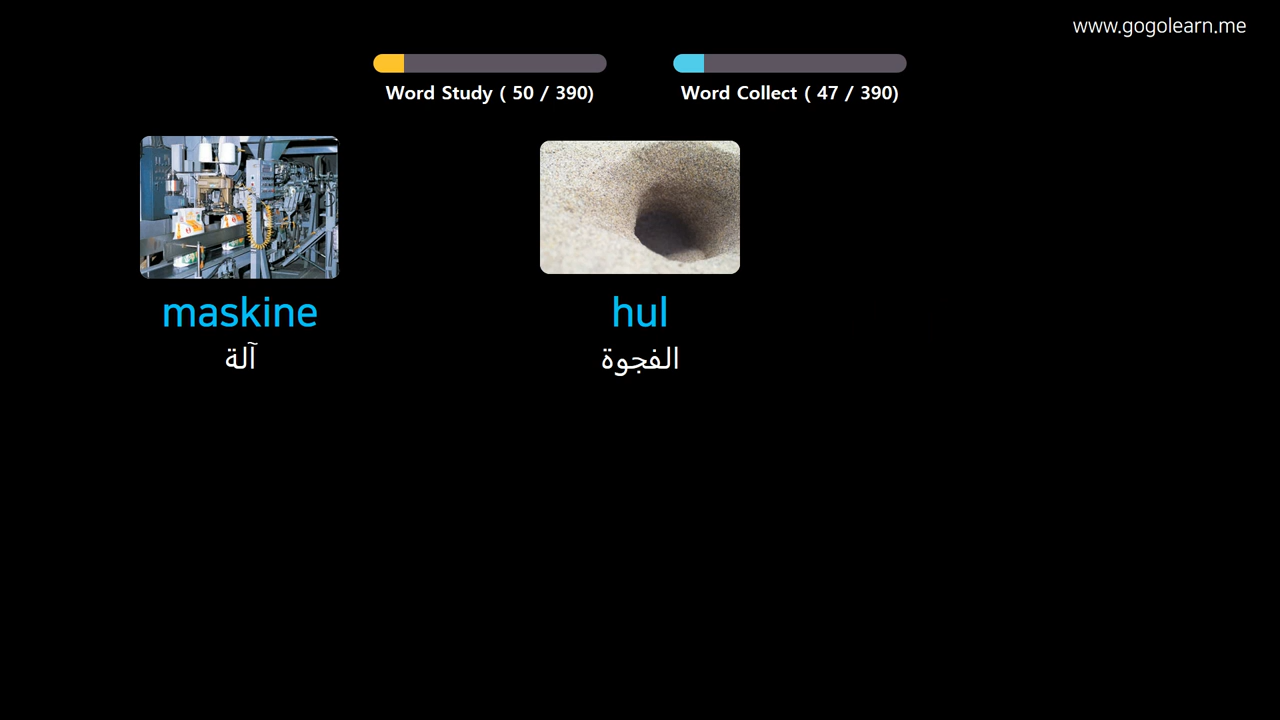 www.gogolearn.me
Word Study ( 50 / 390)
Word Collect ( 47 / 390)
maskine
آلة
hul
الفجوة